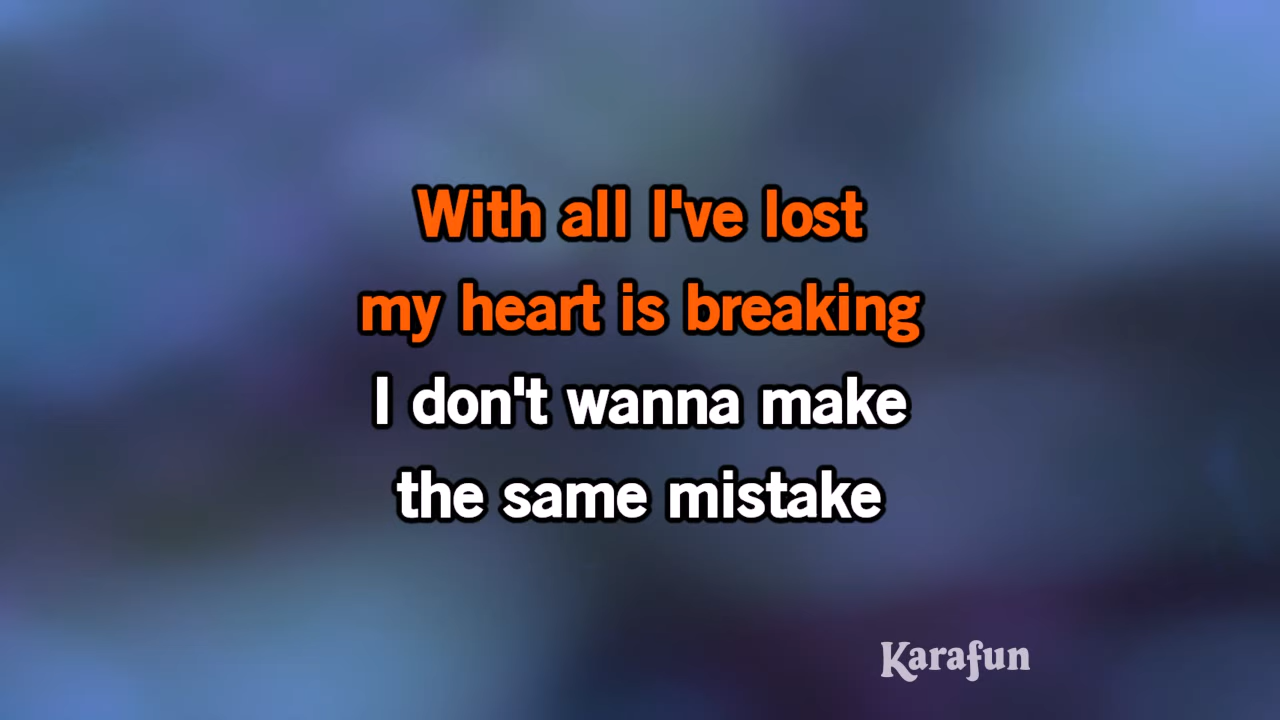 With all I've lost
my heart is breaking
I don't wanna make
the same mistake
Karafun